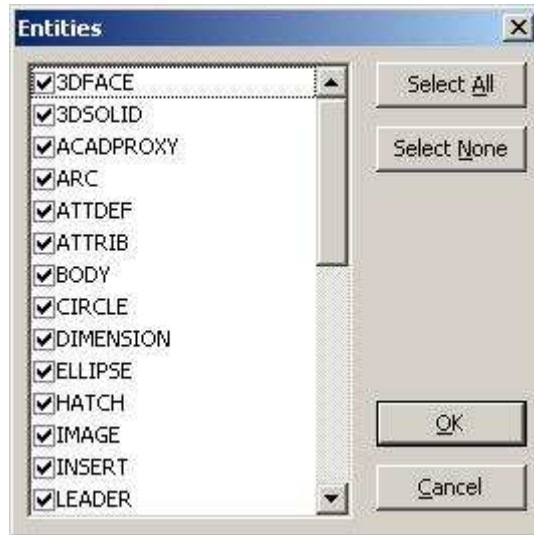 Entities
3DFACE
3DSOLID
ACADPROXY
ARC
ATTDEF
ATTRIB
BODY
CIRCLE
DIMENSION
ELLIPSE
HATCH
IMAGE
INSERT
LEADER
Select All
Select None
OK
Cancel